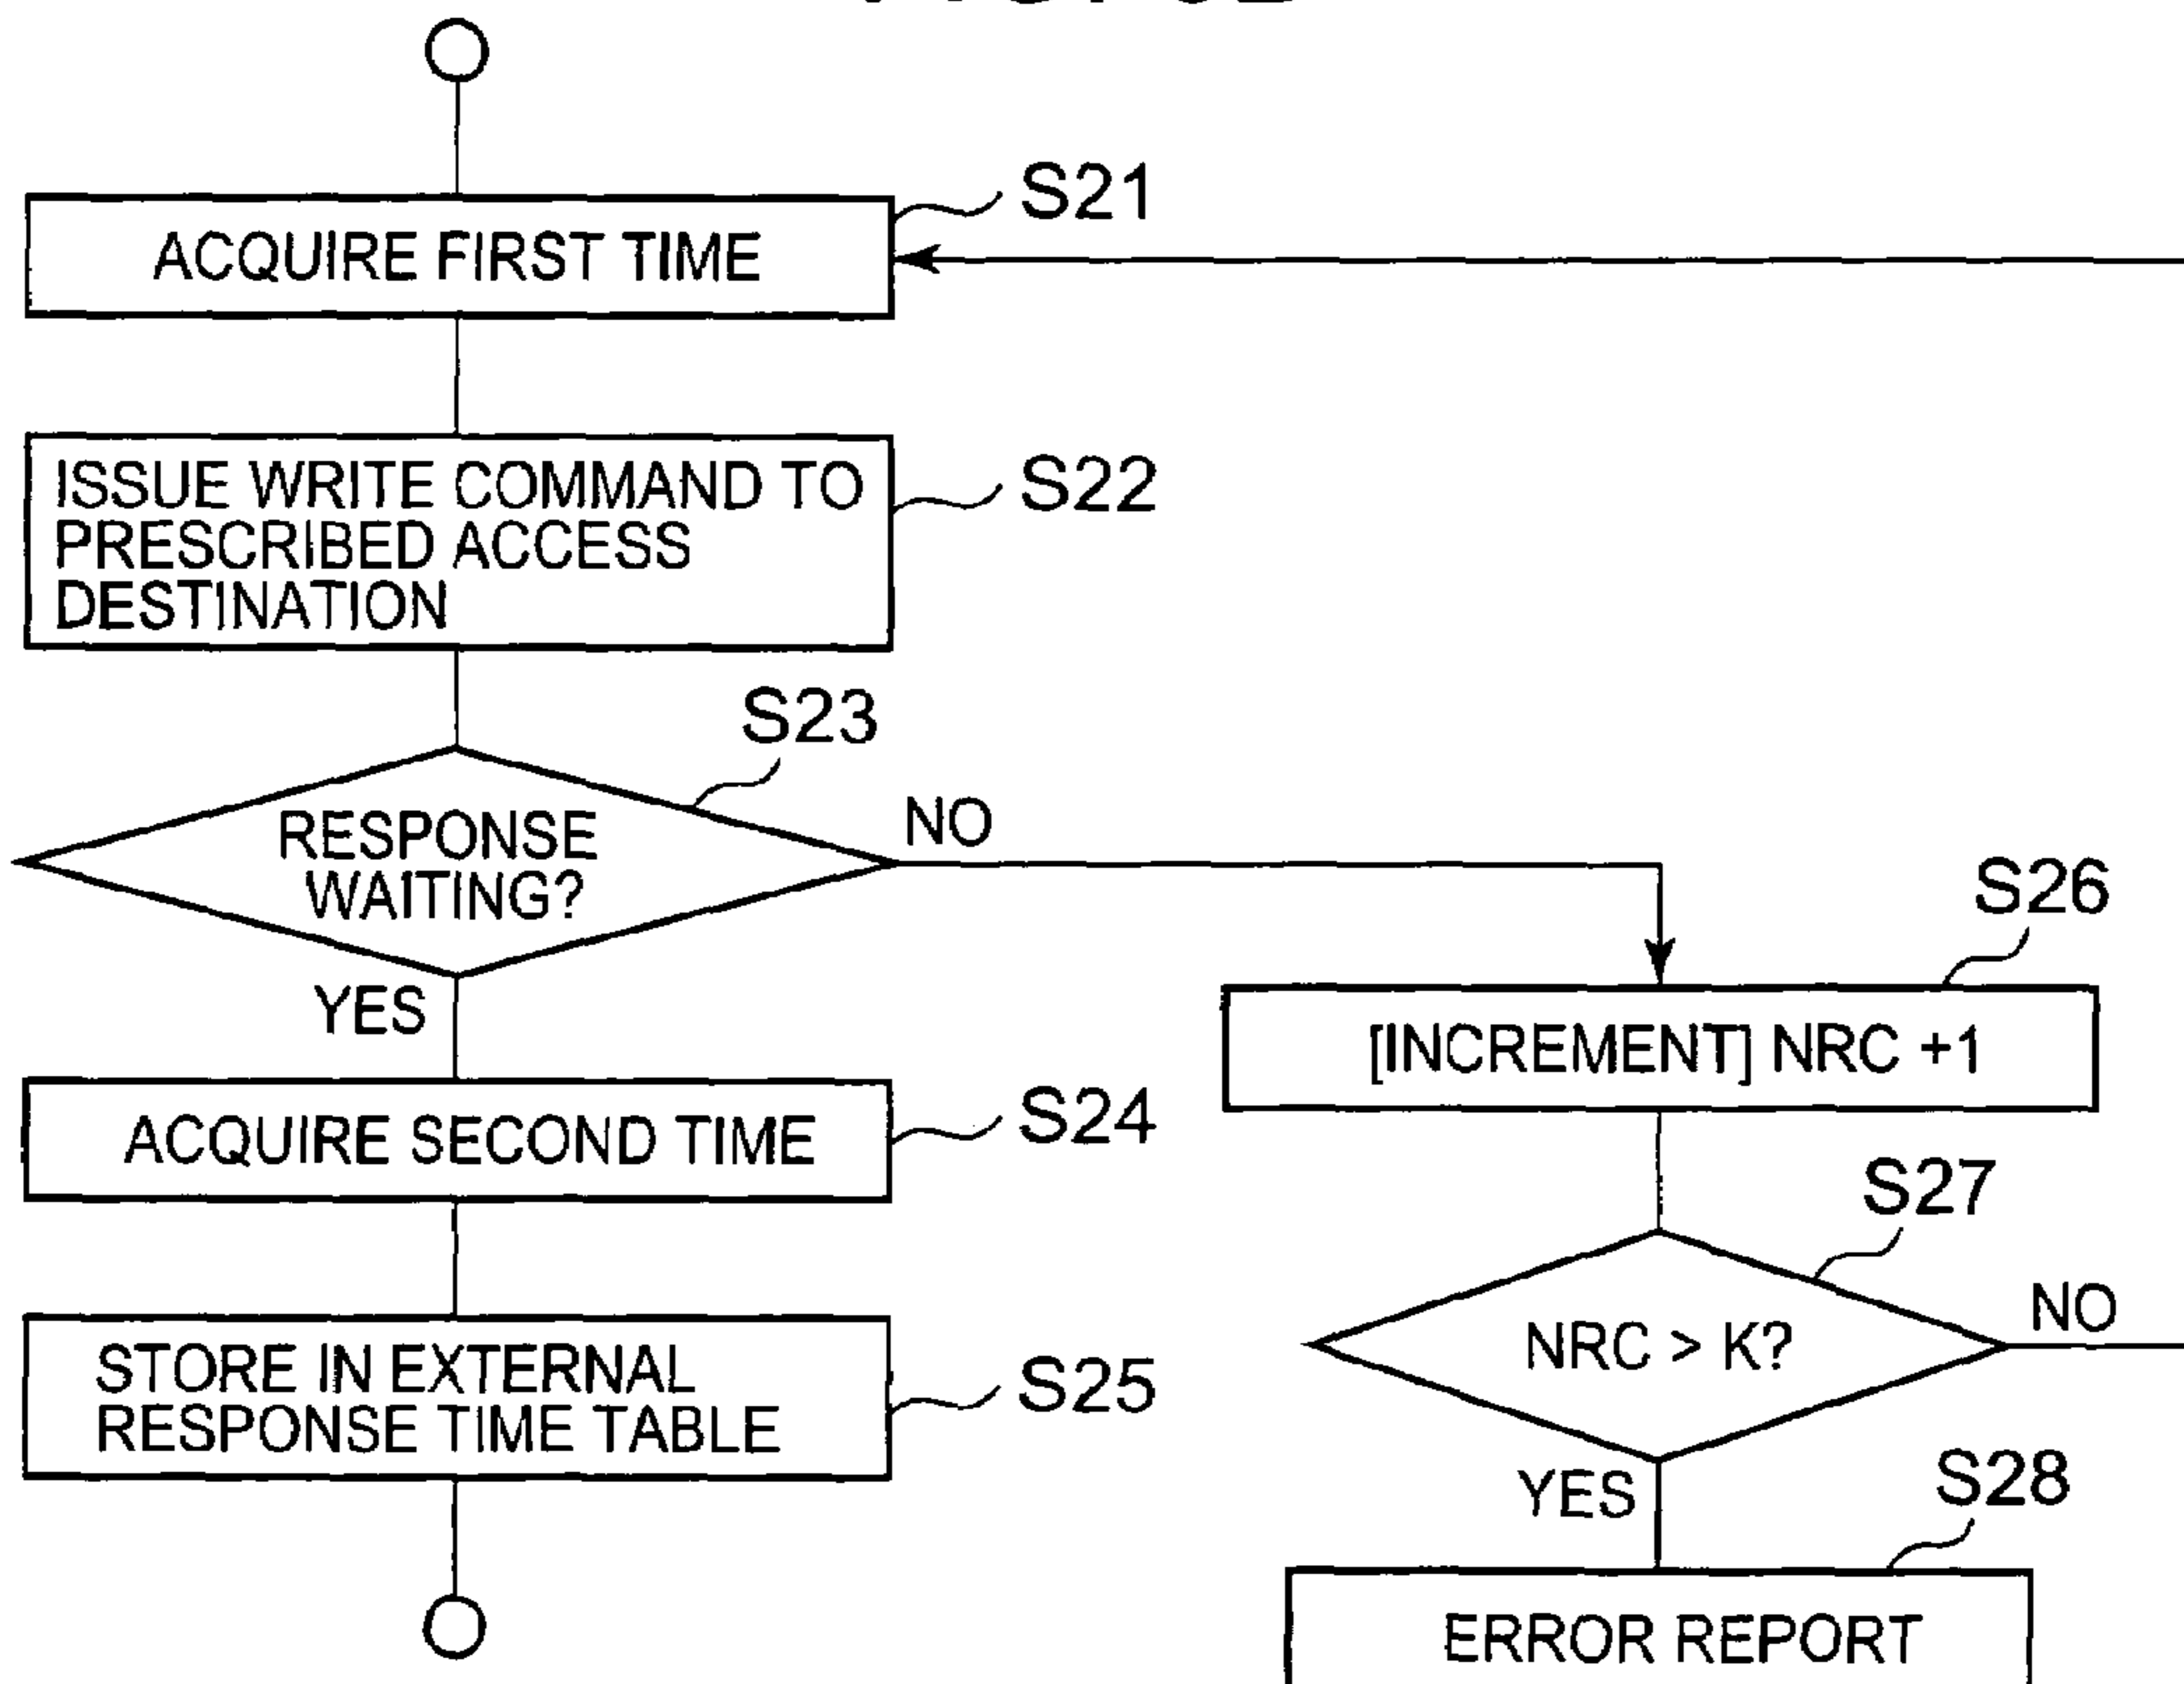 S21
ACQUIRE FIRST TIME
ISSUE WRITE COMMAND TO
PRESCRIBED ACCESS
DESTINATION
S22
S23
RESPONSE
WAITING?
NO
YES
S26
[INCREMENT] NRC +1
ACQUIRE SECOND TIME
S24
S27
NRC > K?
NO
STORE IN EXTERNAL
RESPONSE TIME TABLE
S25
YES
S28
ERROR REPORT